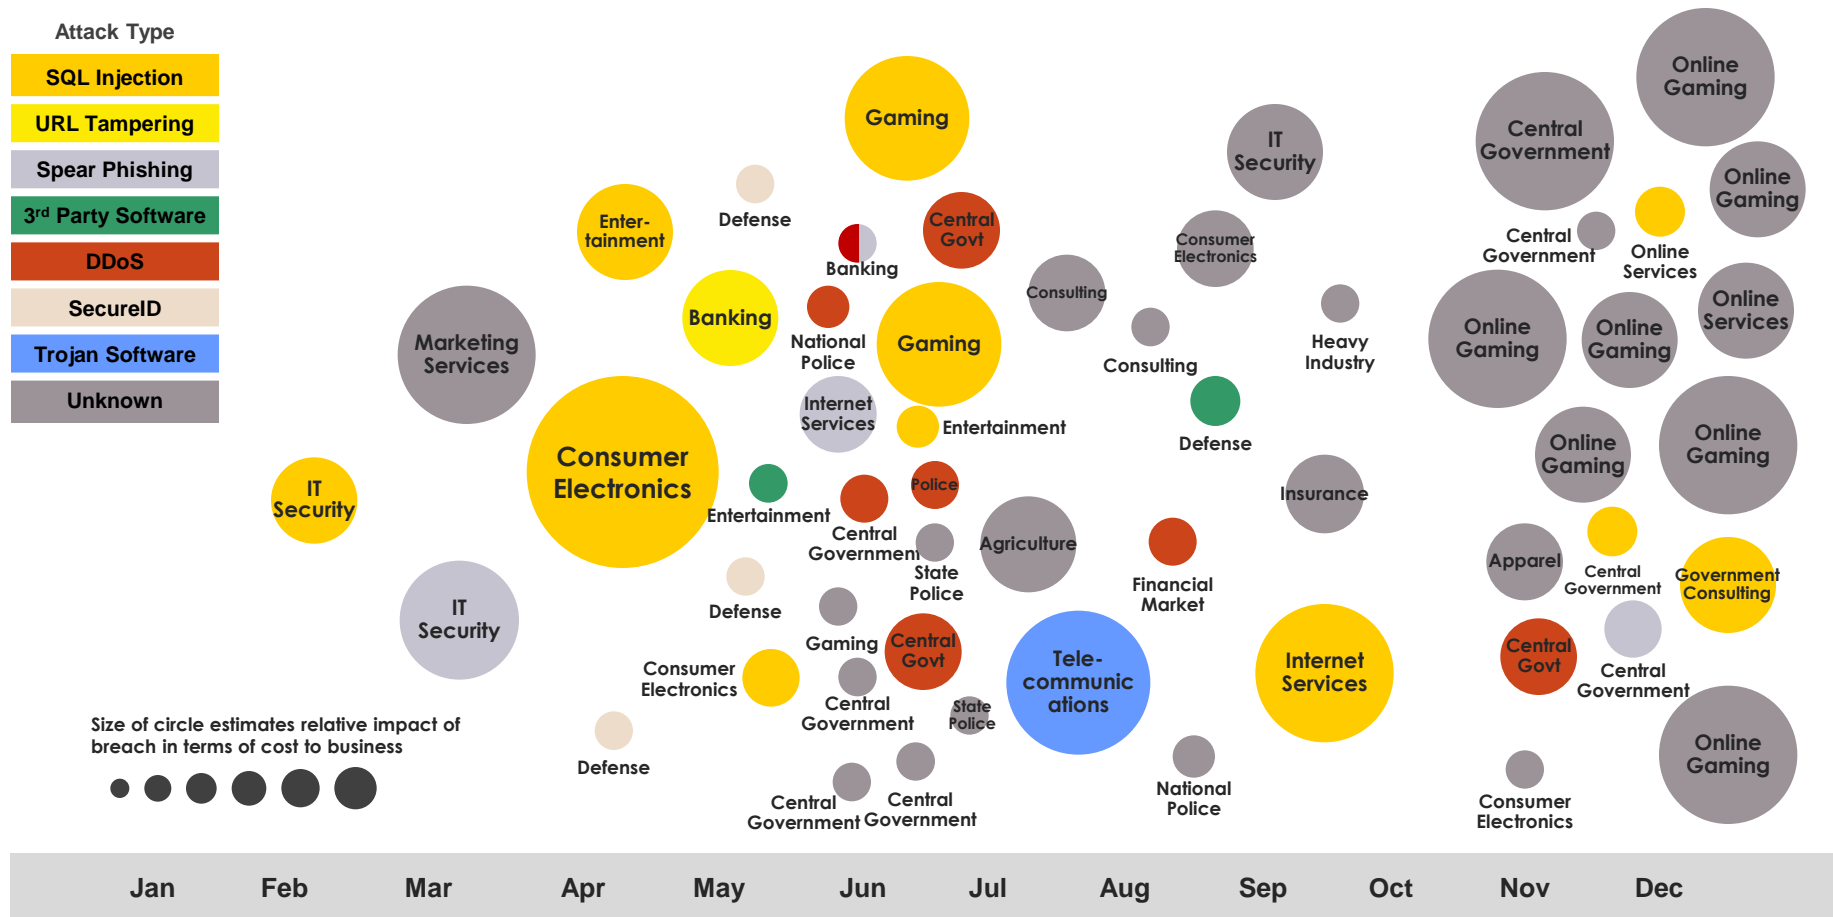 Attack Type
SQL Injection
URL Tampering
Spear Phishing
3rd Party Software
DDoS
SecureID
Trojan Software
Unknown
Online
Gaming
Gaming
Central
Government
IT
Security
Online
Gaming
Enter-
tainment
Defense
Central
Govt
Banking
Consumer
Electronics
Central
Government
Online
Services
Consulting
Online
Services
Banking
National
Police
Gaming
Marketing
Services
Consulting
Heavy
Industry
Online
Gaming
Online
Gaming
Internet
Services
Entertainment
Defense
Online
Gaming
Online
Gaming
Consumer
Electronics
IT
Security
Entertainment
Police
Insurance
Central
Government
State
Police
Agriculture
Financial
Market
Apparel
Central
Government
Government
Consulting
IT
Security
Defense
Gaming
Central
Govt
Tele-
communic
ations
Internet
Services
Central
Govt
Central
Government
Consumer
Electronics
Central
Government
State
Police
Online
Gaming
Size of circle estimates relative impact of
breach in terms of cost to business
Defense
Central
Government
Central
Government
National
Police
Consumer
Electronics
Jan Feb Mar Apr May Jun Jul Aug Sep Oct Nov Dec